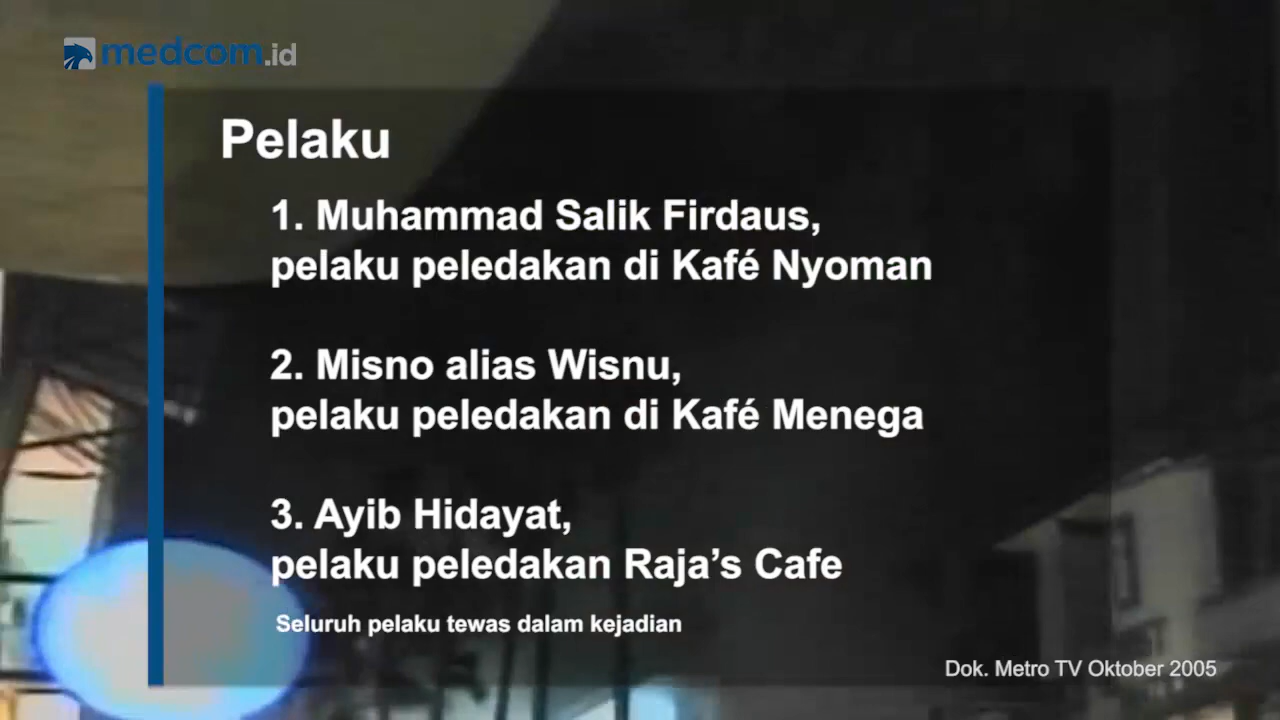 medcom.id
Pelaku
1. Muhammad Salik Firdaus,
pelaku peledakan di Kafé Nyoman
2. Misno alias Wisnu,
pelaku peledakan di Kafé Menega
3. Ayib Hidayat,
pelaku peledakan Raja’s Cafe
Seluruh pelaku tewas dalam kejadian
Dok. Metro TV Oktober 2005